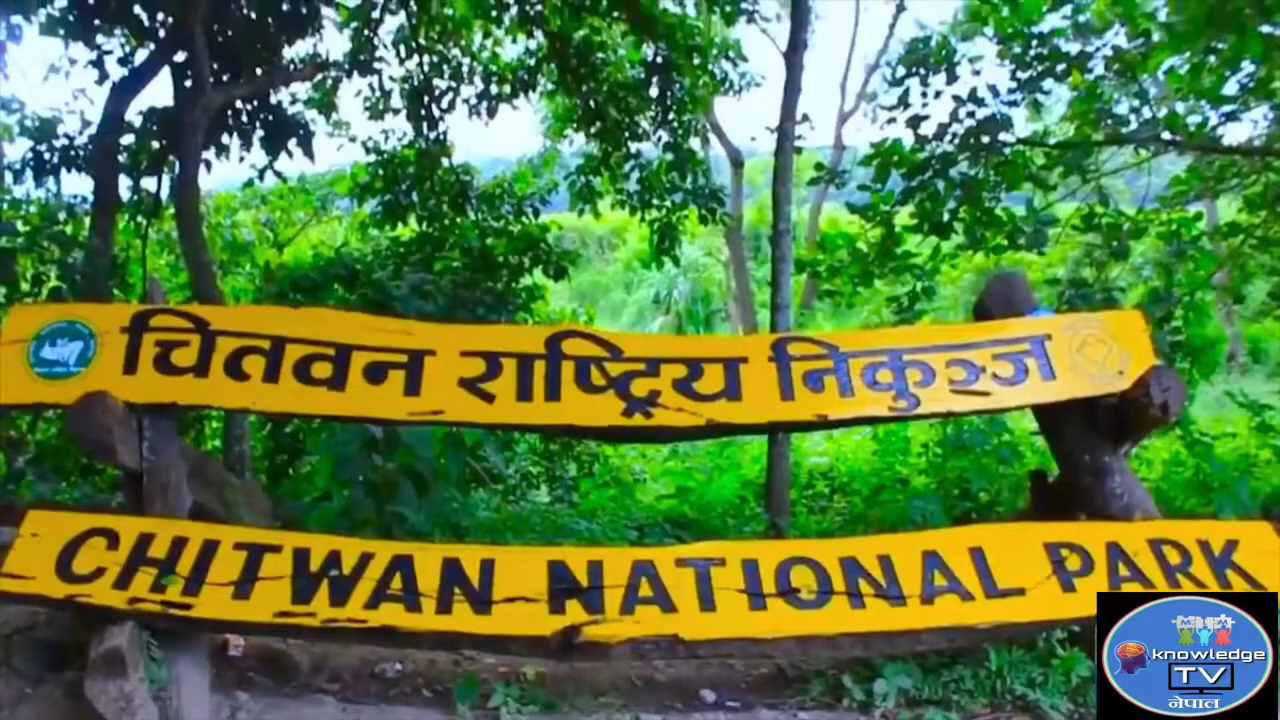 चितवन राष्ट्रिय निकुञ्ज
CHITWAN NATIONAL PARK
knowledge
TV
नेपाल